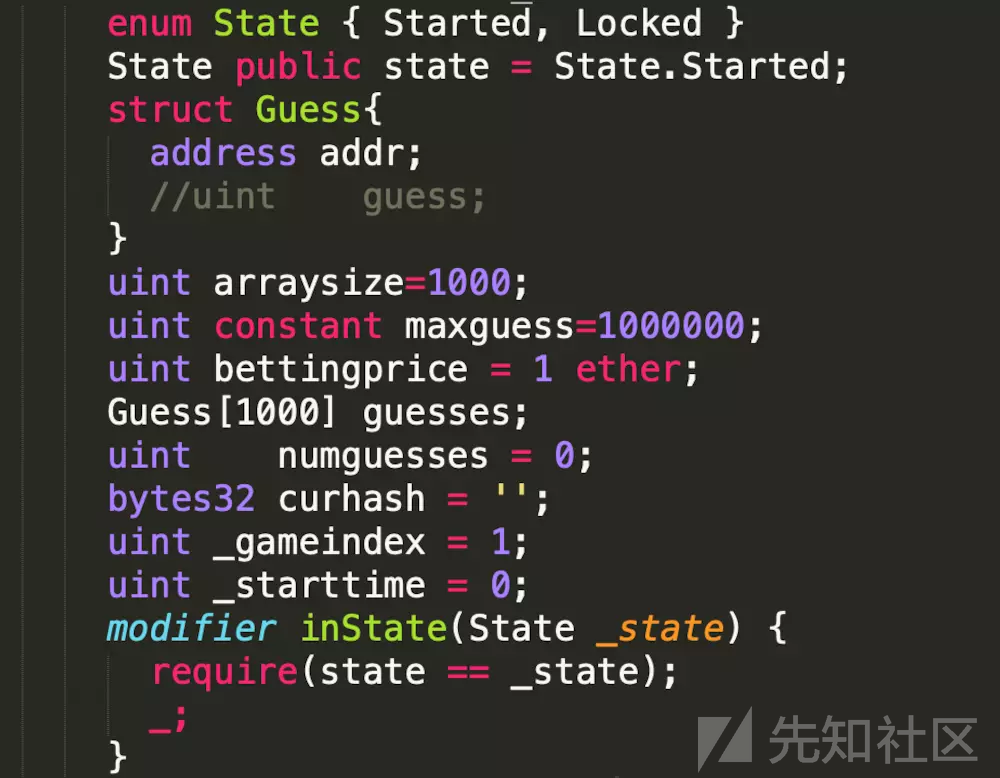 enum State { Started, Locked }
State public state = State.Started;
struct Guess{
  address addr;
  //uint    guess;
}
uint arraysize=1000;
uint constant maxguess=1000000;
uint bettingprice = 1 ether;
Guess[1000] guesses;
uint    numguesses = 0;
bytes32 curhash = '';
uint _gameindex = 1;
uint _starttime = 0;
modifier inState(State _state) {
  require(state == _state);
  _;
}
先知社区